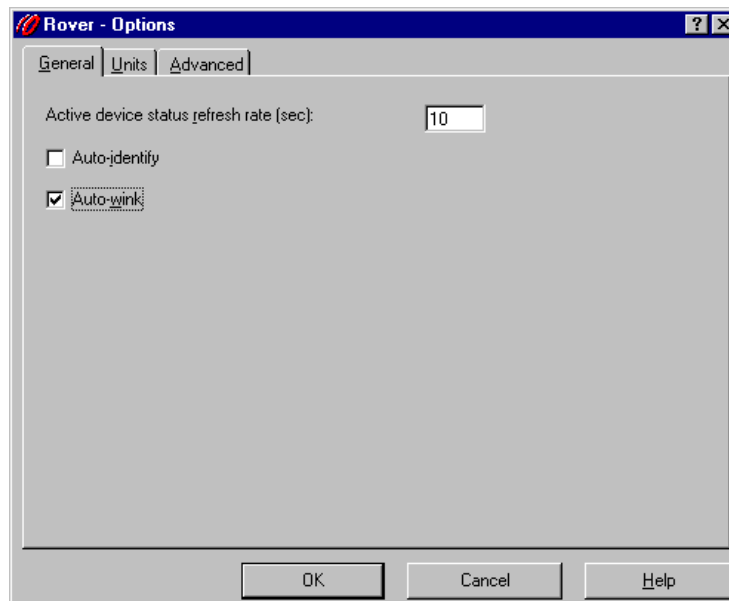 Rover - Options
General Units Advanced
Active device status refresh rate (sec): 10
Auto-identify
Auto-wink
OK Cancel Help